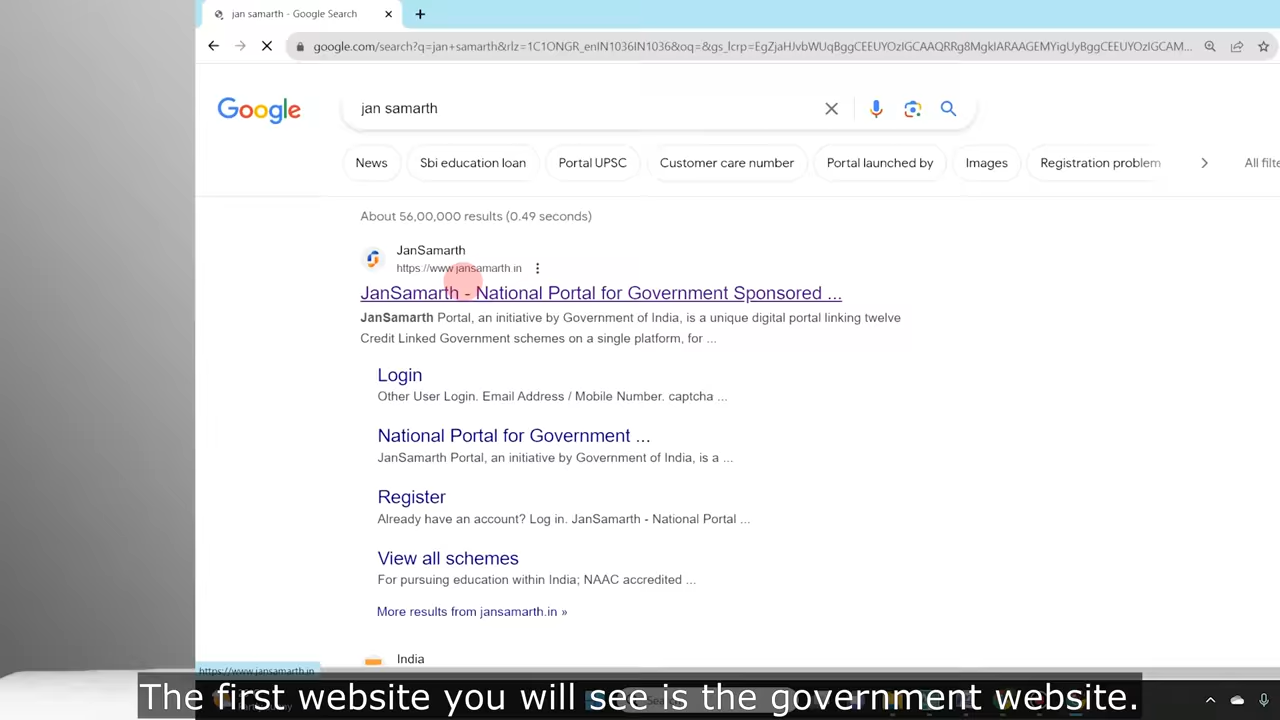 jan samarth - Google Search
google.com/search?q=jan+samarth&rlz=1C1ONGR_enIN1036IN1036&oq=&gs_lcrp=EgZjaHJvbWUqBggCEEUYOzIGCAAQRRg8MgkIARAAGEMYigUyBggCEEUYOzIGCAM...
Google
jan samarth
News
Sbi education loan
Portal UPSC
Customer care number
Portal launched by
Images
Registration problem
All filte
About 56,00,000 results (0.49 seconds)
JanSamarth
https://www.jansamarth.in
JanSamarth - National Portal for Government Sponsored ...
JanSamarth Portal, an initiative by Government of India, is a unique digital portal linking twelve
Credit Linked Government schemes on a single platform, for ...
Login
Other User Login. Email Address / Mobile Number. captcha ...
National Portal for Government ...
JanSamarth Portal, an initiative by Government of India, is a ...
Register
Already have an account? Log in. JanSamarth - National Portal ...
View all schemes
For pursuing education within India; NAAC accredited ...
More results from jansamarth.in »
India
https://www.jansamarth.in
The first website you will see is the government website.